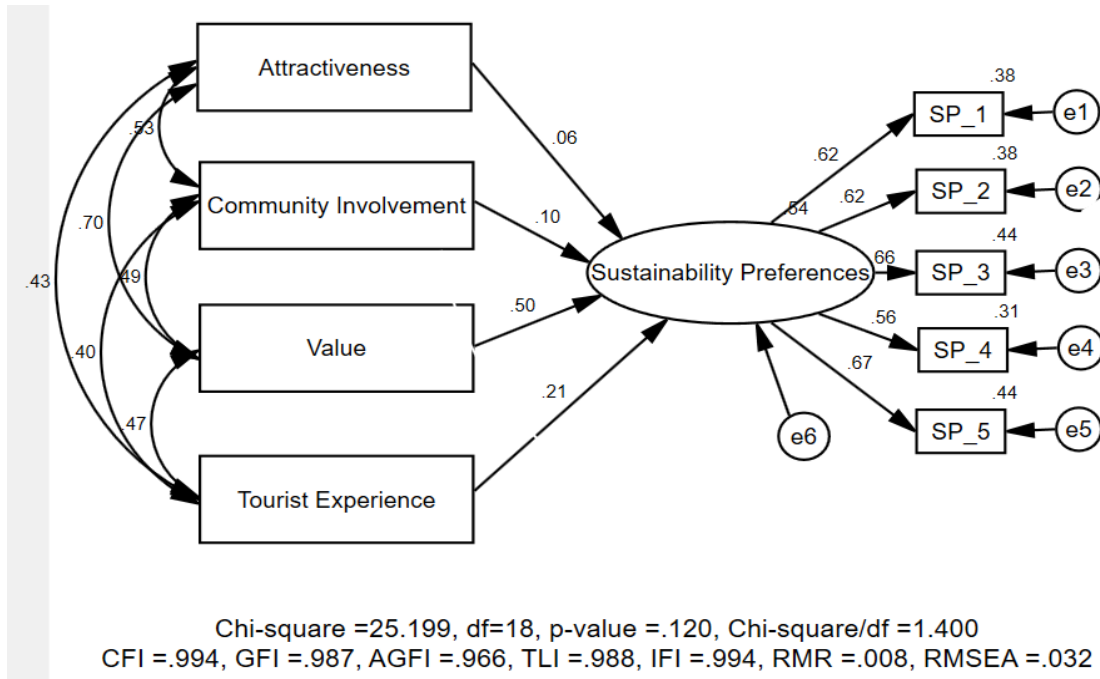 Attractiveness
.38
SP_1
e1
.53
.06
.62
.38
Community Involvement
.10
.62
SP_2
e2
.54
.70
.44
.43
.49
Sustainability Preferences
.66
SP_3
e3
.50
.31
.40
Value
.56
SP_4
e4
.47
.21
.67
.44
SP_5
e5
e6
Tourist Experience
Chi-square =25.199, df=18, p-value =.120, Chi-square/df =1.400
CFI =.994, GFI =.987, AGFI =.966, TLI =.988, IFI =.994, RMR =.008, RMSEA =.032